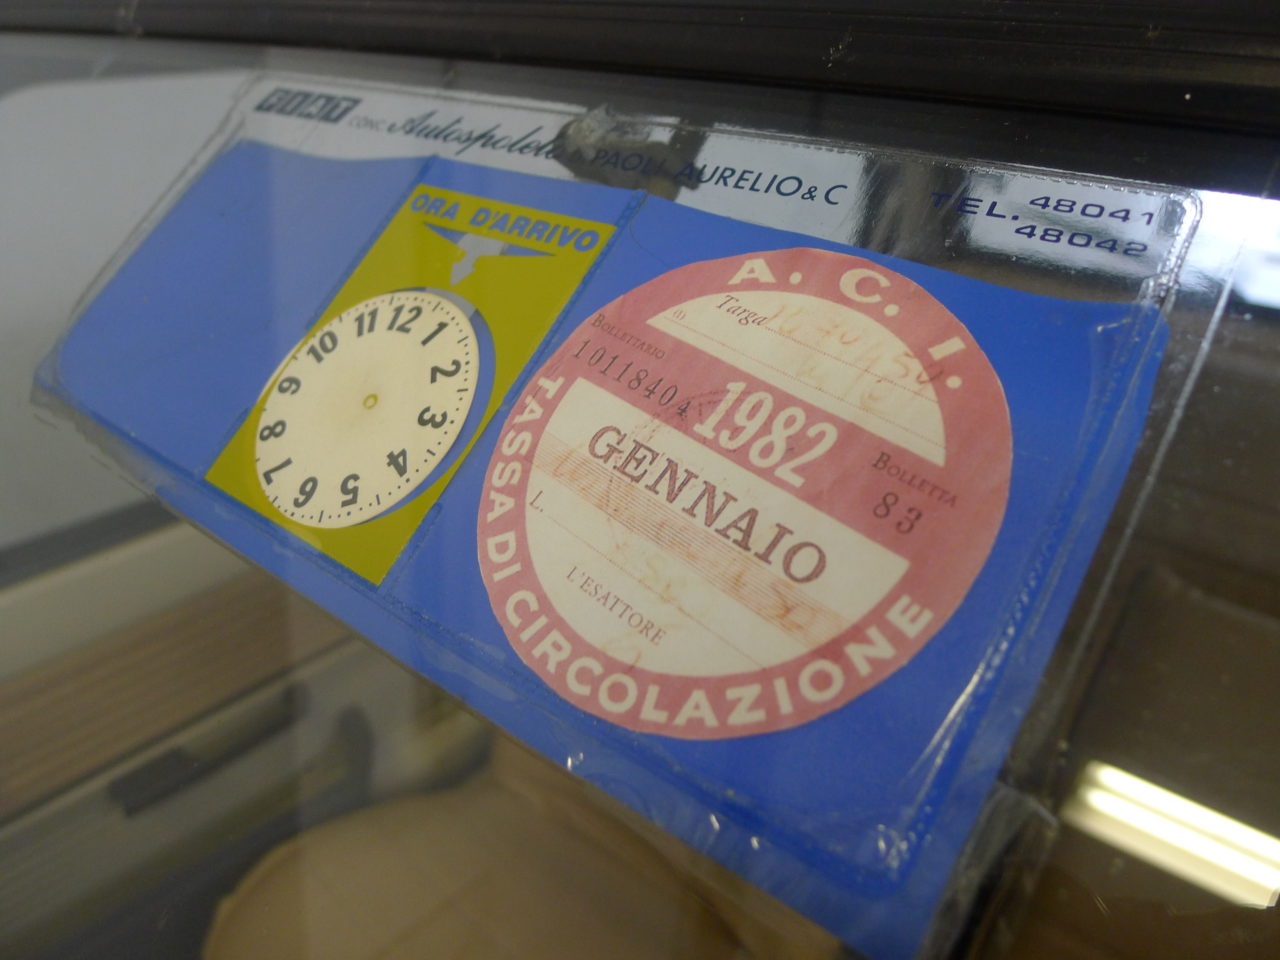 FIAT CONC. Autospoleto PAOLI AURELIO & C
TEL. 48041
48042
ORA D'ARRIVO
12
1
2
3
4
5
6
7
8
9
10
11
A. C. I.
Targa
(1)
BOLLETTARIO
10118404
1982
BOLLETTA
83
GENNAIO
L.
L'ESATTORE
TASSA DI CIRCOLAZIONE